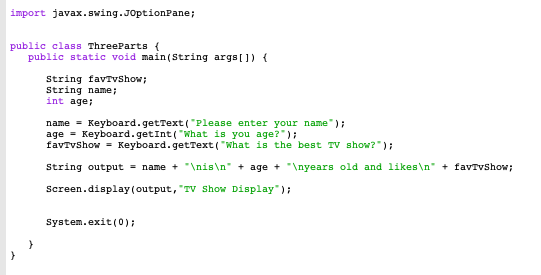 import javax.swing.JOptionPane;
public class ThreeParts {
public static void main(String args[]) {
String favTvShow;
String name;
int age;
name = Keyboard.getText("Please enter your name");
age = Keyboard.getInt("What is you age?");
favTvShow = Keyboard.getText("What is the best TV show?");
String output = name + "\nis\n" + age + "\nyears old and likes\n" + favTvShow;
Screen.display(output,"TV Show Display");
System.exit(0);
}
}